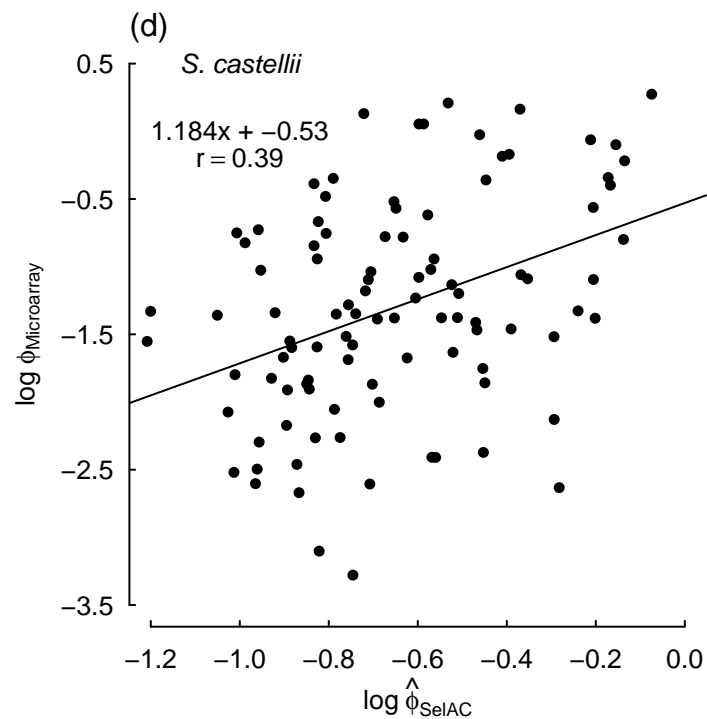 (d)
S. castellii
1.184x + −0.53
r = 0.39
0.5
−0.5
−1.5
−2.5
−3.5
log ϕMicroarray
−1.2 −1.0 −0.8 −0.6 −0.4 −0.2 0.0
log ϕ̂SelAC